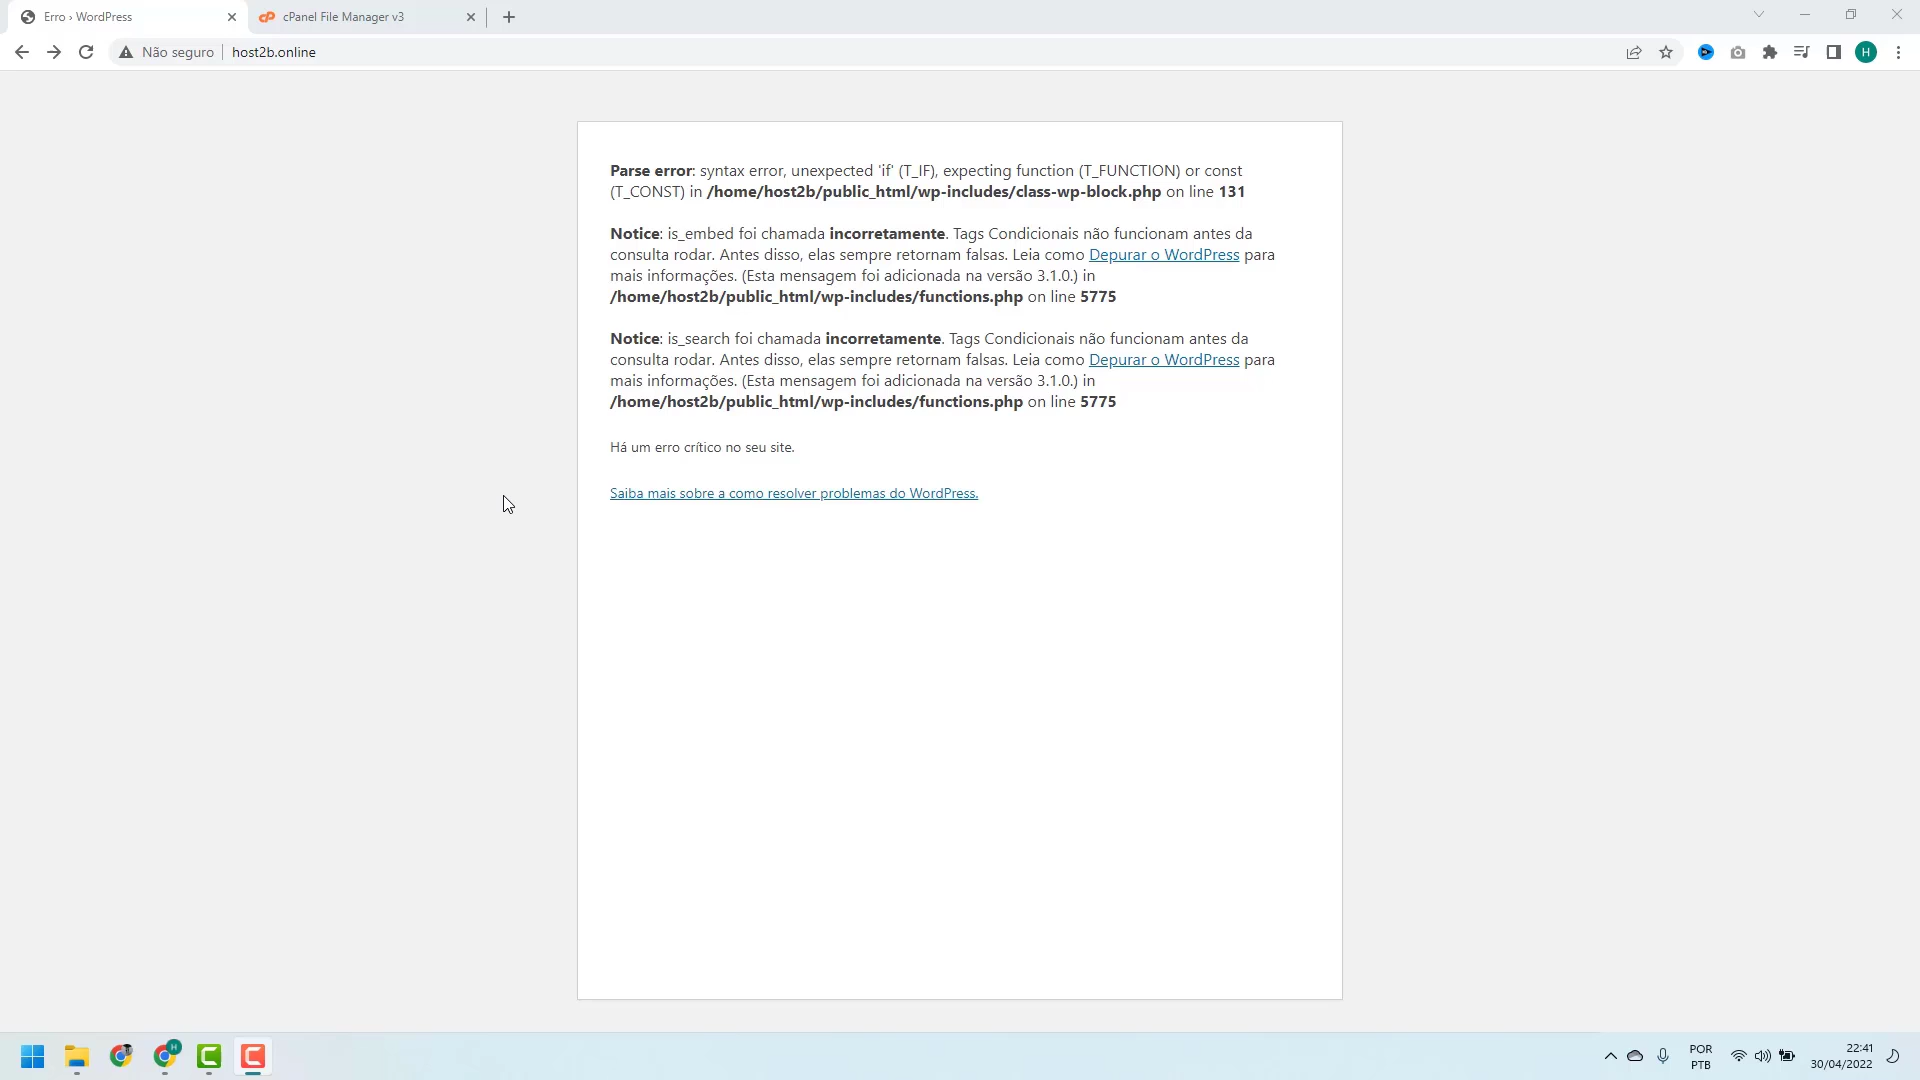 Erro › WordPress
cPanel File Manager v3
Não seguro
host2b.online
H
Parse error: syntax error, unexpected 'if' (T_IF), expecting function (T_FUNCTION) or const
(T_CONST) in /home/host2b/public_html/wp-includes/class-wp-block.php on line 131
Notice: is_embed foi chamada incorretamente. Tags Condicionais não funcionam antes da
consulta rodar. Antes disso, elas sempre retornam falsas. Leia como Depurar o WordPress para
mais informações. (Esta mensagem foi adicionada na versão 3.1.0.) in
/home/host2b/public_html/wp-includes/functions.php on line 5775
Notice: is_search foi chamada incorretamente. Tags Condicionais não funcionam antes da
consulta rodar. Antes disso, elas sempre retornam falsas. Leia como Depurar o WordPress para
mais informações. (Esta mensagem foi adicionada na versão 3.1.0.) in
/home/host2b/public_html/wp-includes/functions.php on line 5775
Há um erro crítico no seu site.
Saiba mais sobre a como resolver problemas do WordPress.
H
POR
PTB
22:41
30/04/2022